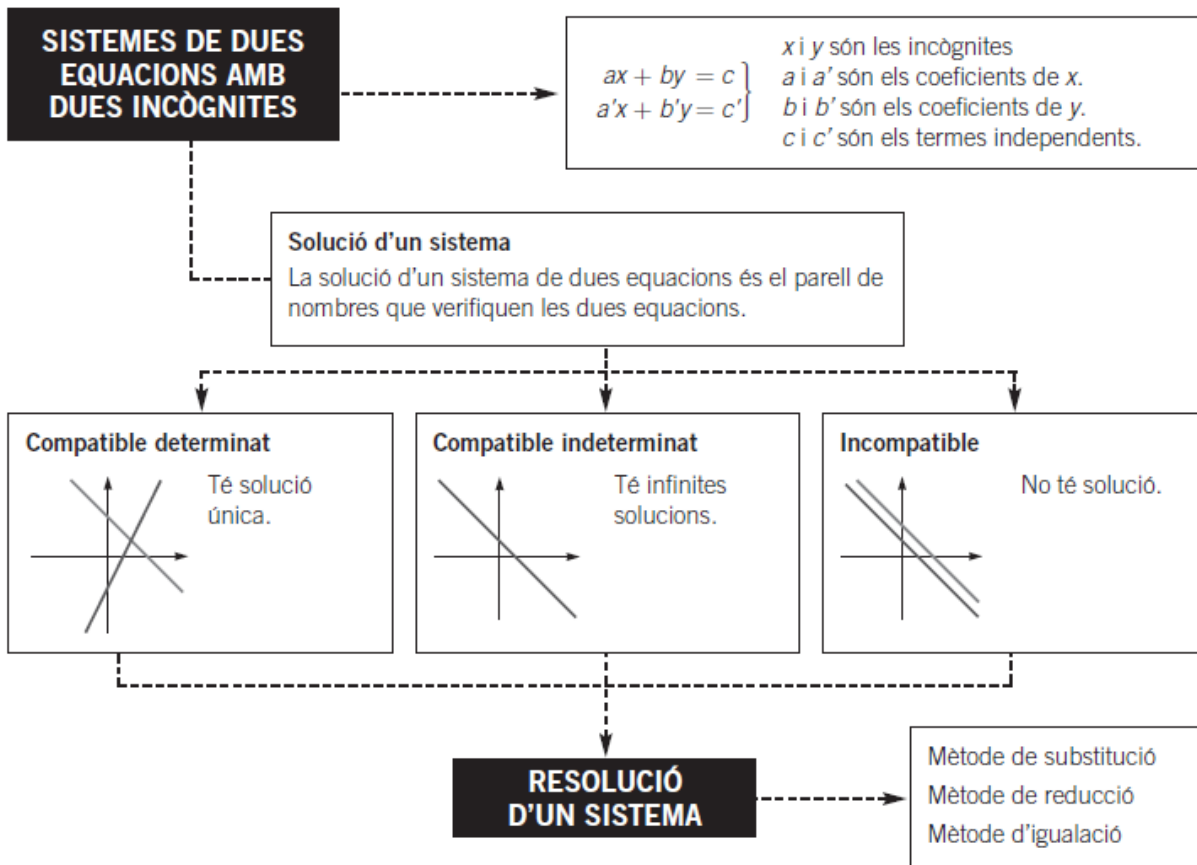 SISTEMES DE DUES
EQUACIONS AMB
DUES INCÒGNITES
ax + by = c
a′x + b′y = c′
x i y són les incògnites
a i a′ són els coeficients de x.
b i b′ són els coeficients de y.
c i c′ són els termes independents.
Solució d’un sistema
La solució d’un sistema de dues equacions és el parell de
nombres que verifiquen les dues equacions.
Compatible determinat
Té solució
única.
Compatible indeterminat
Té infinites
solucions.
Incompatible
No té solució.
RESOLUCIÓ
D’UN SISTEMA
Mètode de substitució
Mètode de reducció
Mètode d’igualació